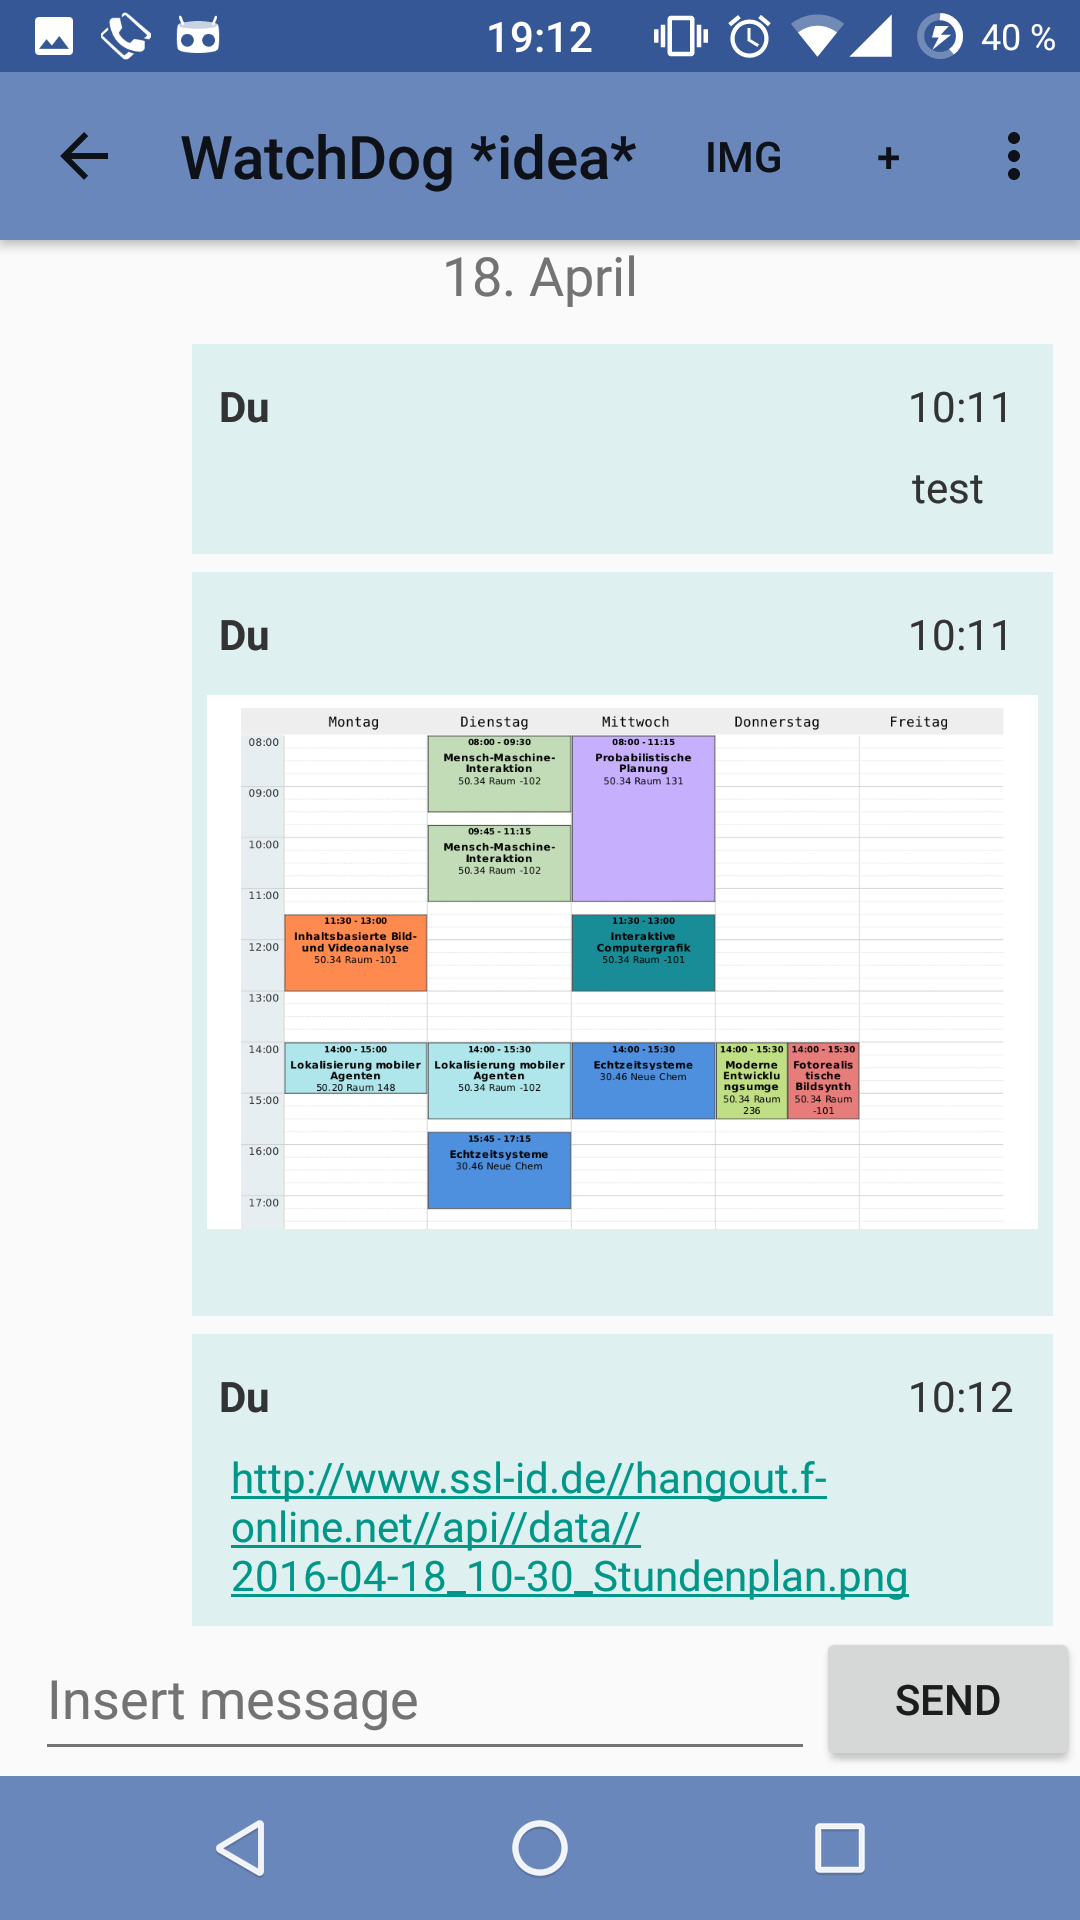 19:12
40 %
WatchDog *idea*
IMG
+
18. April
Du
10:11
test
Du
10:11
Montag
Dienstag
Mittwoch
Donnerstag
Freitag
08:00
09:00
10:00
11:00
12:00
13:00
14:00
15:00
16:00
17:00
11:30 - 13:00
Inhaltsbasierte Bild-
und Videoanalyse
50.34 Raum -101
14:00 - 15:00
Lokalisierung mobiler
Agenten
50.20 Raum 148
08:00 - 09:30
Mensch-Maschine-
Interaktion
50.34 Raum -102
09:45 - 11:15
Mensch-Maschine-
Interaktion
50.34 Raum -102
14:00 - 15:30
Lokalisierung mobiler
Agenten
50.34 Raum -102
15:45 - 17:15
Echtzeitsysteme
30.46 Neue Chem
08:00 - 11:15
Probabilistische
Planung
50.34 Raum 131
11:30 - 13:00
Interaktive
Computergrafik
50.34 Raum -101
14:00 - 15:30
Echtzeitsysteme
30.46 Neue Chem
14:00 - 15:30
Moderne
Entwicklu
ngsumge
50.34 Raum
236
14:00 - 15:30
Fotorealis
tische
Bildsynth
50.34 Raum
-101
Du
10:12
http://www.ssl-id.de//hangout.f-
online.net//api//data//
2016-04-18_10-30_Stundenplan.png
Insert message
SEND